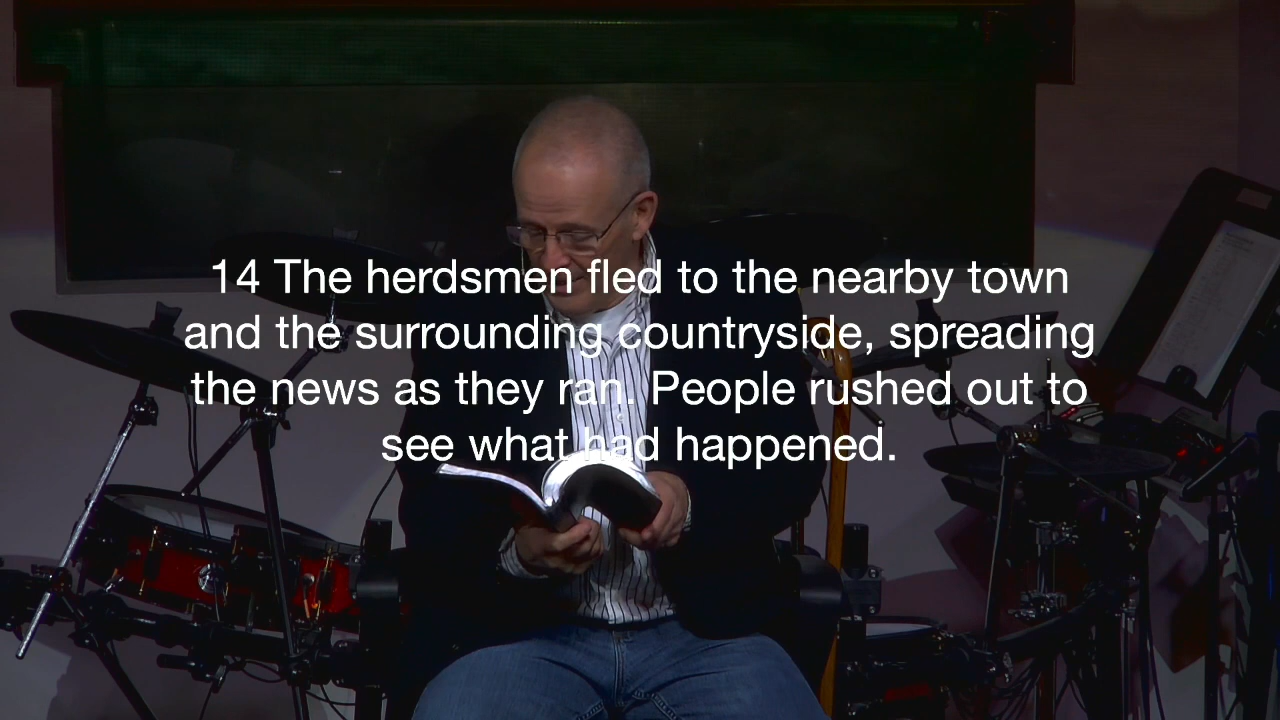 14 The herdsmen fled to the nearby town
and the surrounding countryside, spreading
the news as they ran. People rushed out to
see what had happened.